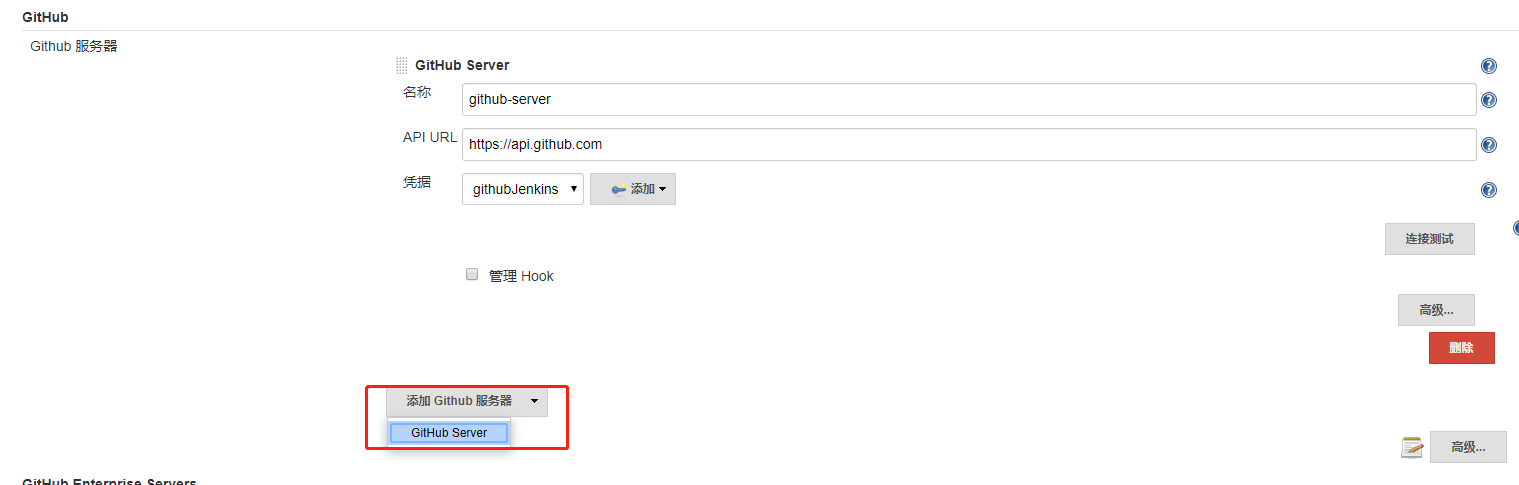 GitHub
Github 服务器
GitHub Server
名称
github-server
API URL
https://api.github.com
凭据
githubJenkins
添加
连接测试
管理 Hook
高级...
删除
添加 Github 服务器
GitHub Server
高级...
GitHub Enterprise Servers